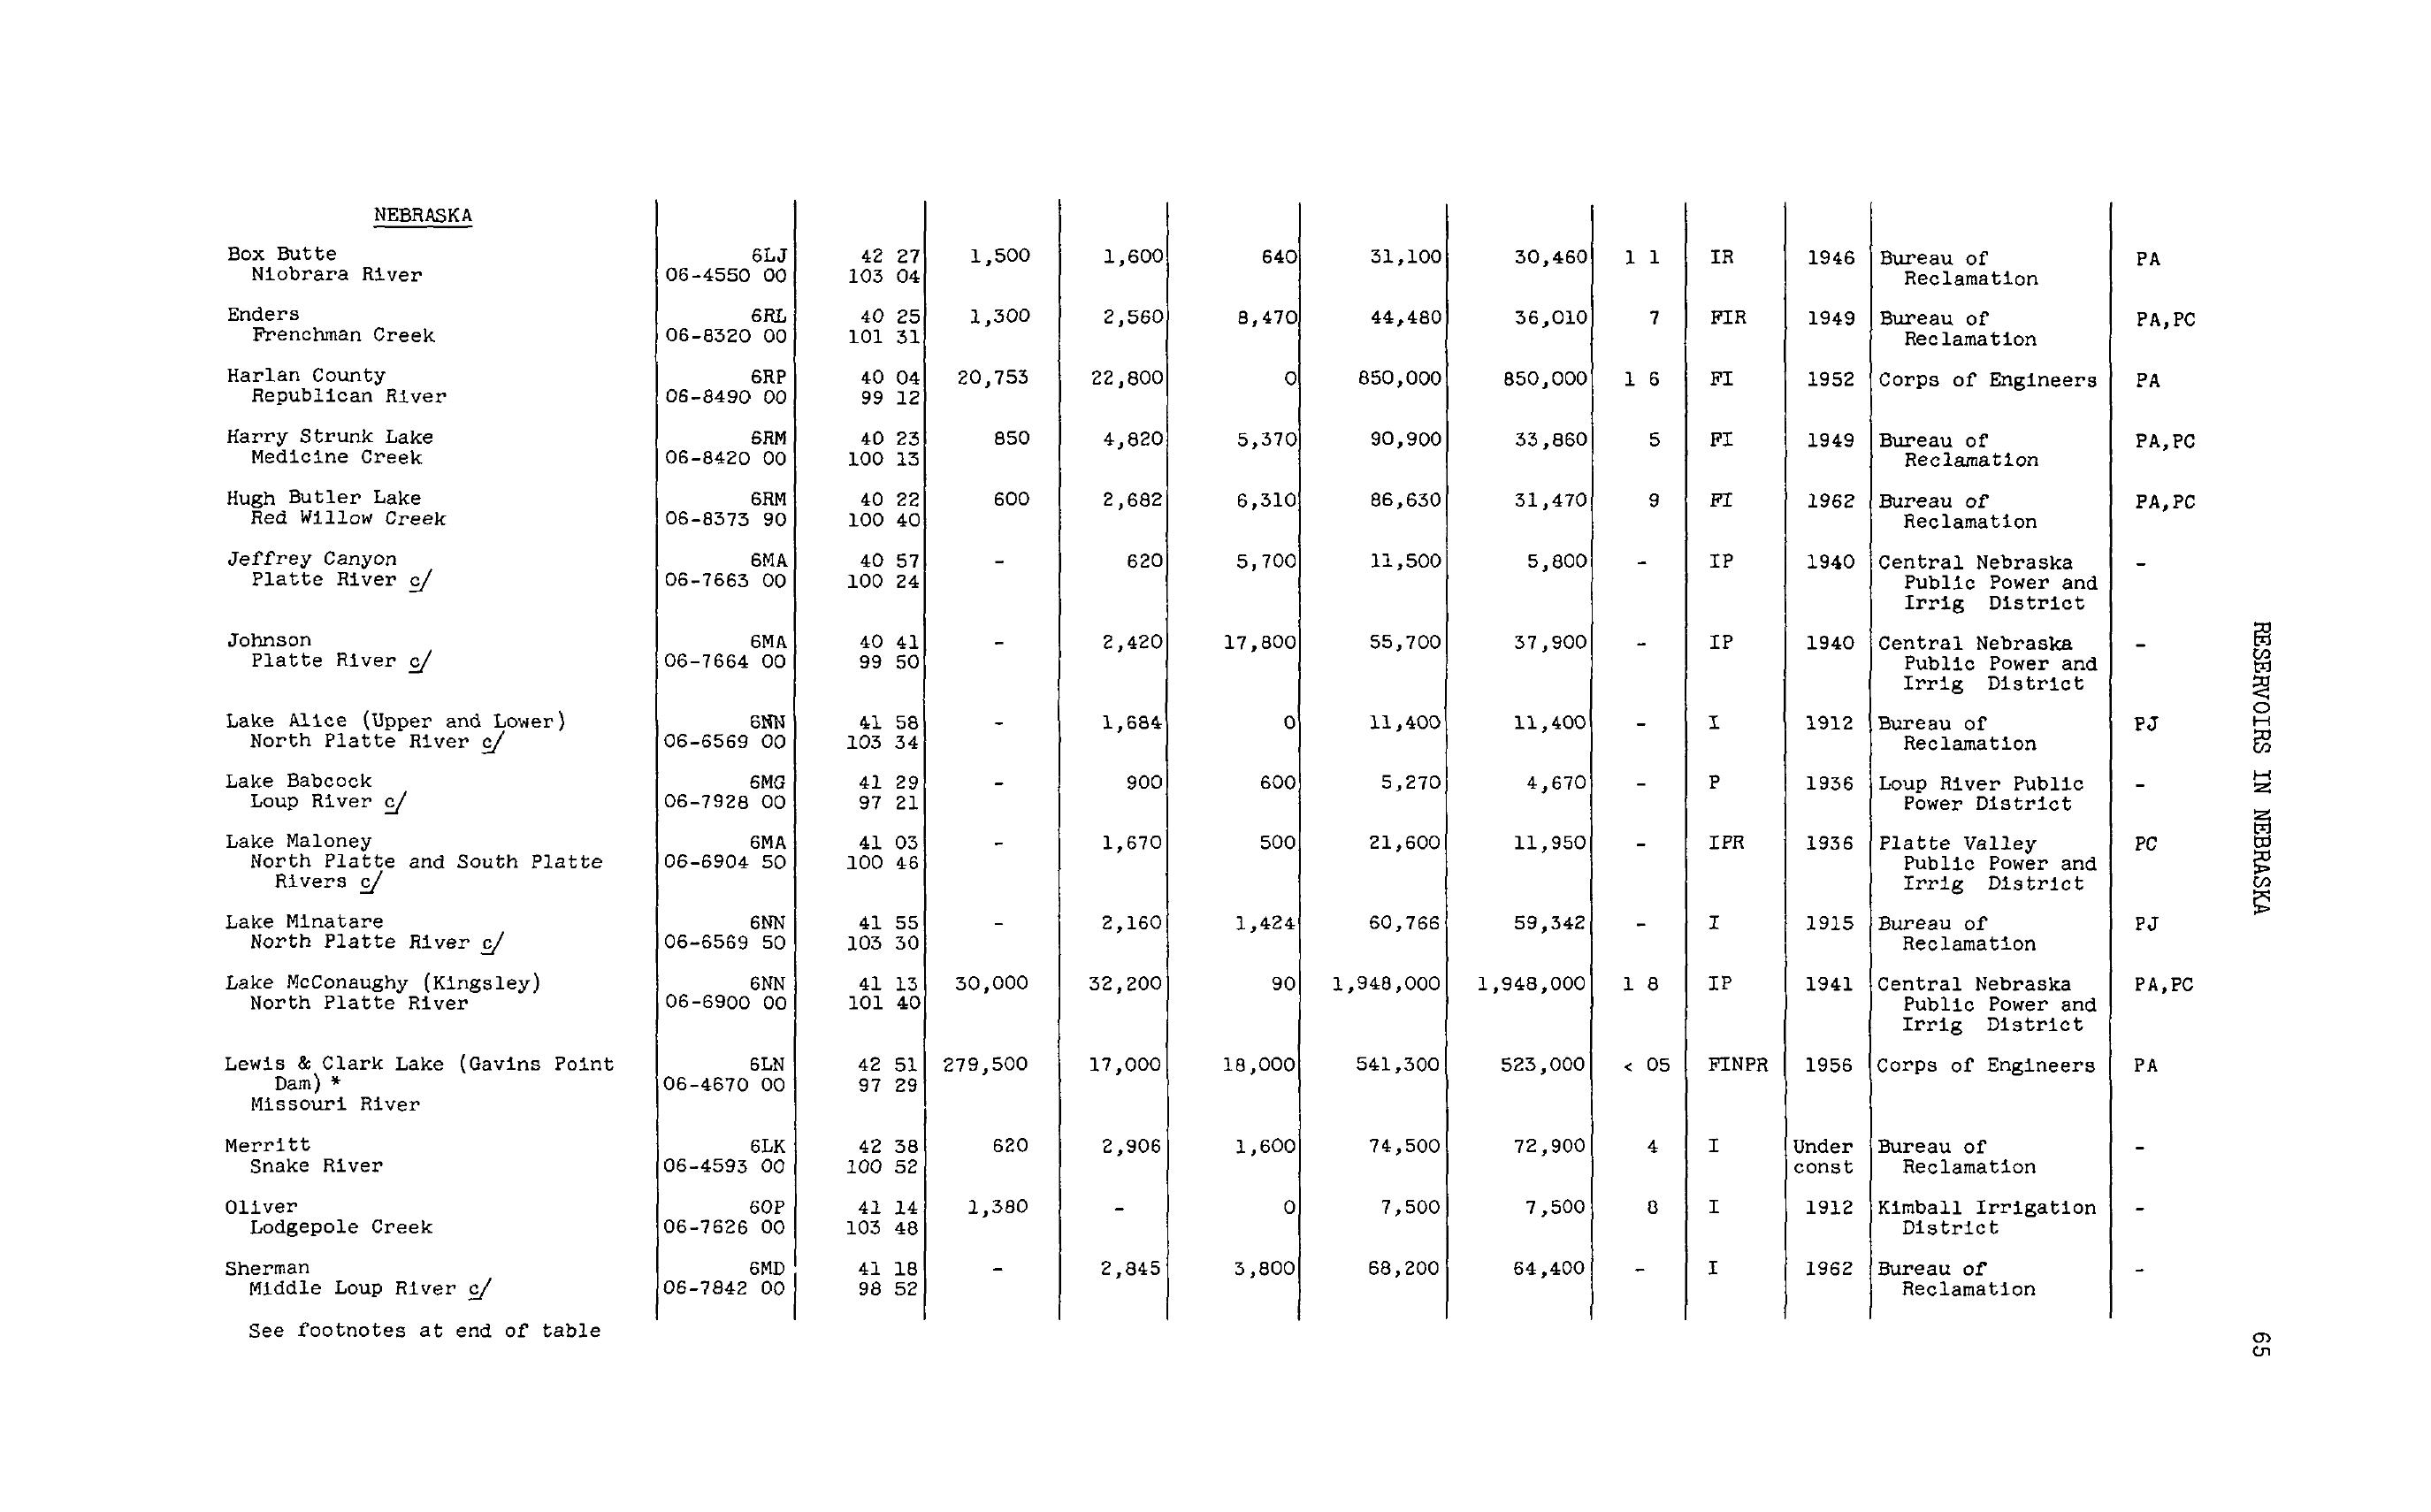 NEBRASKA
Box Butte 6LJ 42 27 1,500 1,600 640 31,100 30,460 1 1 IR 1946 Bureau of PA
Niobrara River 06-4550 00 103 04 Reclamation
Enders 6RL 40 25 1,300 2,560 8,470 44,480 36,010 7 FIR 1949 Bureau of PA,PC
Frenchman Creek 06-8320 00 101 31 Reclamation
Harlan County 6RP 40 04 20,753 22,800 0 850,000 850,000 1 6 FI 1952 Corps of Engineers PA
Republican River 06-8490 00 99 12
Harry Strunk Lake 6RM 40 23 850 4,820 5,370 90,900 33,860 5 FI 1949 Bureau of PA,PC
Medicine Creek 06-8420 00 100 13 Reclamation
Hugh Butler Lake 6RM 40 22 600 2,682 6,310 86,630 31,470 9 FI 1962 Bureau of PA,PC
Red Willow Creek 06-8373 90 100 40 Reclamation
Jeffrey Canyon 6MA 40 57 - 620 5,700 11,500 5,800 - IP 1940 Central Nebraska -
Platte River c/ 06-7663 00 100 24 Public Power and
Irrig District
Johnson 6MA 40 41 - 2,420 17,800 55,700 37,900 - IP 1940 Central Nebraska -
Platte River c/ 06-7664 00 99 50 Public Power and
Irrig District
Lake Alice (Upper and Lower) 6NN 41 58 - 1,684 0 11,400 11,400 - I 1912 Bureau of PJ
North Platte River c/ 06-6569 00 103 34 Reclamation
Lake Babcock 6MG 41 29 - 900 600 5,270 4,670 - P 1936 Loup River Public -
Loup River c/ 06-7928 00 97 21 Power District
Lake Maloney 6MA 41 03 - 1,670 500 21,600 11,950 - IPR 1936 Platte Valley PC
North Platte and South Platte 06-6904 50 100 46 Public Power and
Rivers c/ Irrig District
Lake Minatare 6NN 41 55 - 2,160 1,424 60,766 59,342 - I 1915 Bureau of PJ
North Platte River c/ 06-6569 50 103 30 Reclamation
Lake McConaughy (Kingsley) 6NN 41 13 30,000 32,200 90 1,948,000 1,948,000 1 8 IP 1941 Central Nebraska PA,PC
North Platte River 06-6900 00 101 40 Public Power and
Irrig District
Lewis & Clark Lake (Gavins Point 6LN 42 51 279,500 17,000 18,000 541,300 523,000 < 05 FINPR 1956 Corps of Engineers PA
Dam) * 06-4670 00 97 29
Missouri River
Merritt 6LK 42 38 620 2,906 1,600 74,500 72,900 4 I Under Bureau of -
Snake River 06-4593 00 100 52 const Reclamation
Oliver 6OP 41 14 1,380 - 0 7,500 7,500 8 I 1912 Kimball Irrigation -
Lodgepole Creek 06-7626 00 103 48 District
Sherman 6MD 41 18 - 2,845 3,800 68,200 64,400 - I 1962 Bureau of -
Middle Loup River c/ 06-7842 00 98 52 Reclamation
See footnotes at end of table
RESERVOIRS IN NEBRASKA
65